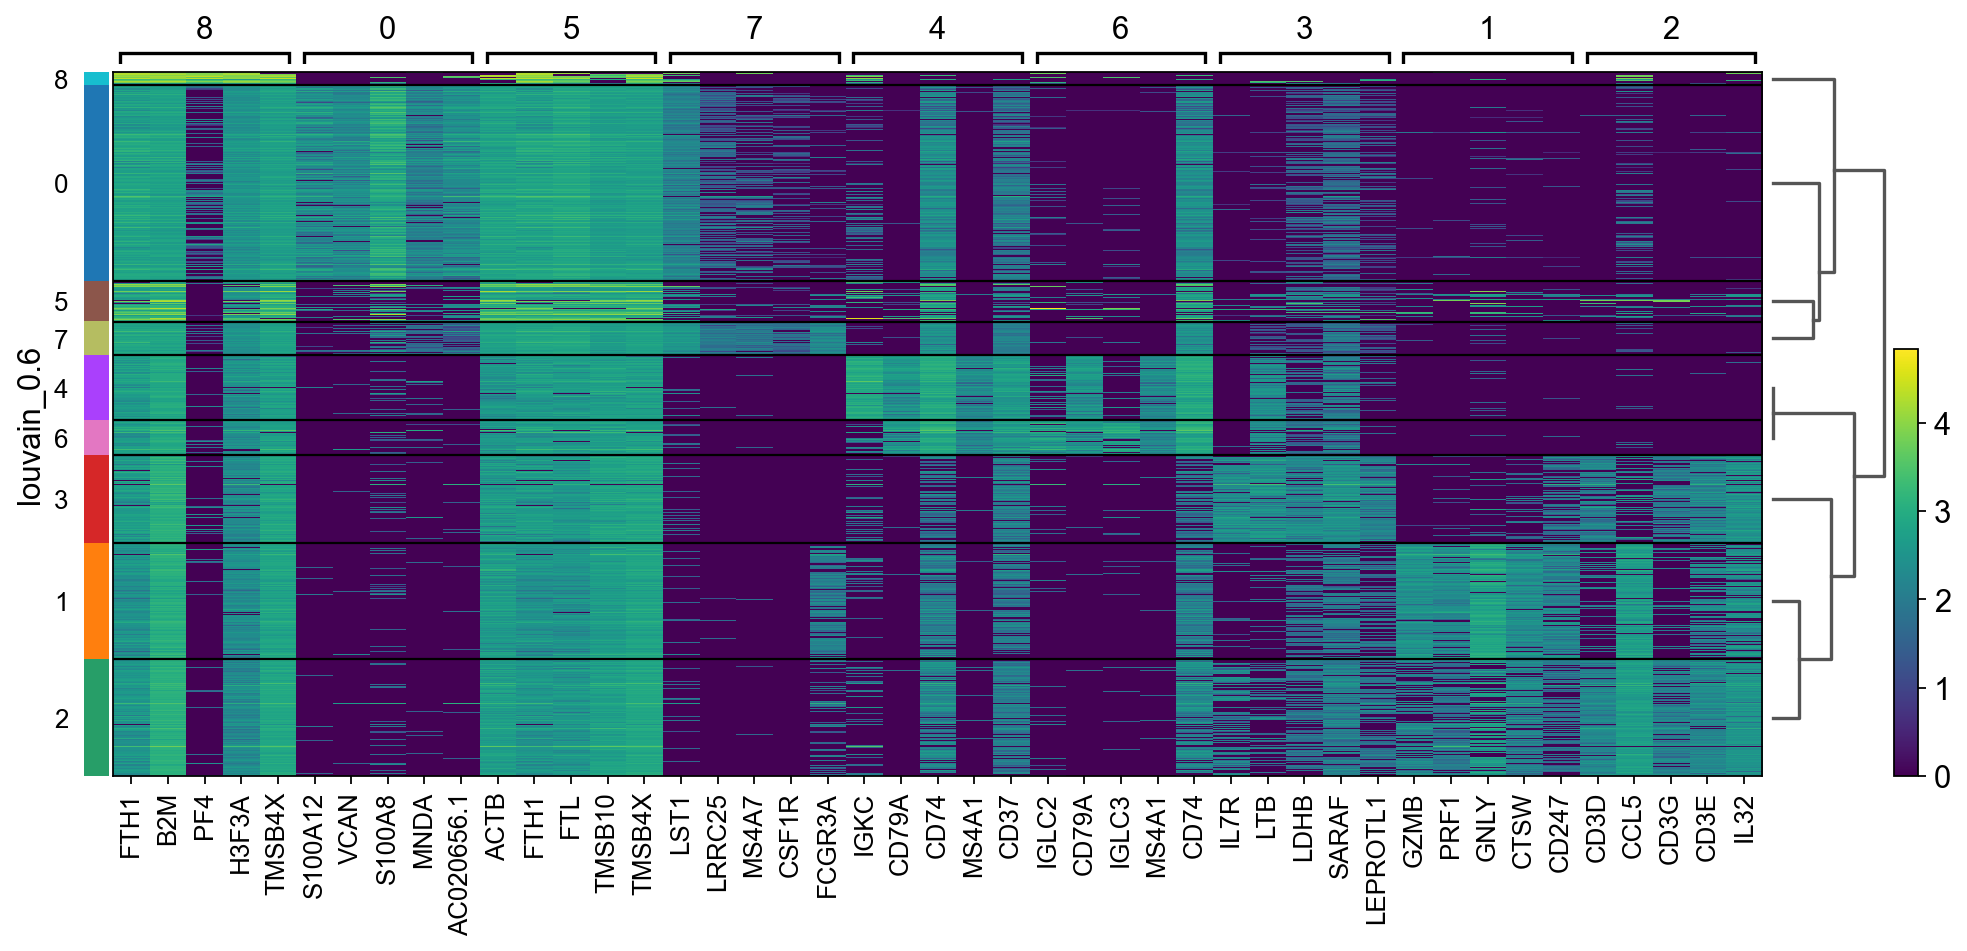 8 0 5 7 4 6 3 1 2
8
0
5
7
4
6
3
1
2
louvain_0.6
4
3
2
1
0
FTH1
B2M
PF4
H3F3A
TMSB4X
S100A12
VCAN
S100A8
MNDA
AC020656.1
ACTB
FTH1
FTL
TMSB10
TMSB4X
LST1
LRRC25
MS4A7
CSF1R
FCGR3A
IGKC
CD79A
CD74
MS4A1
CD37
IGLC2
CD79A
IGLC3
MS4A1
CD74
IL7R
LTB
LDHB
SARAF
LEPROTL1
GZMB
PRF1
GNLY
CTSW
CD247
CD3D
CCL5
CD3G
CD3E
IL32